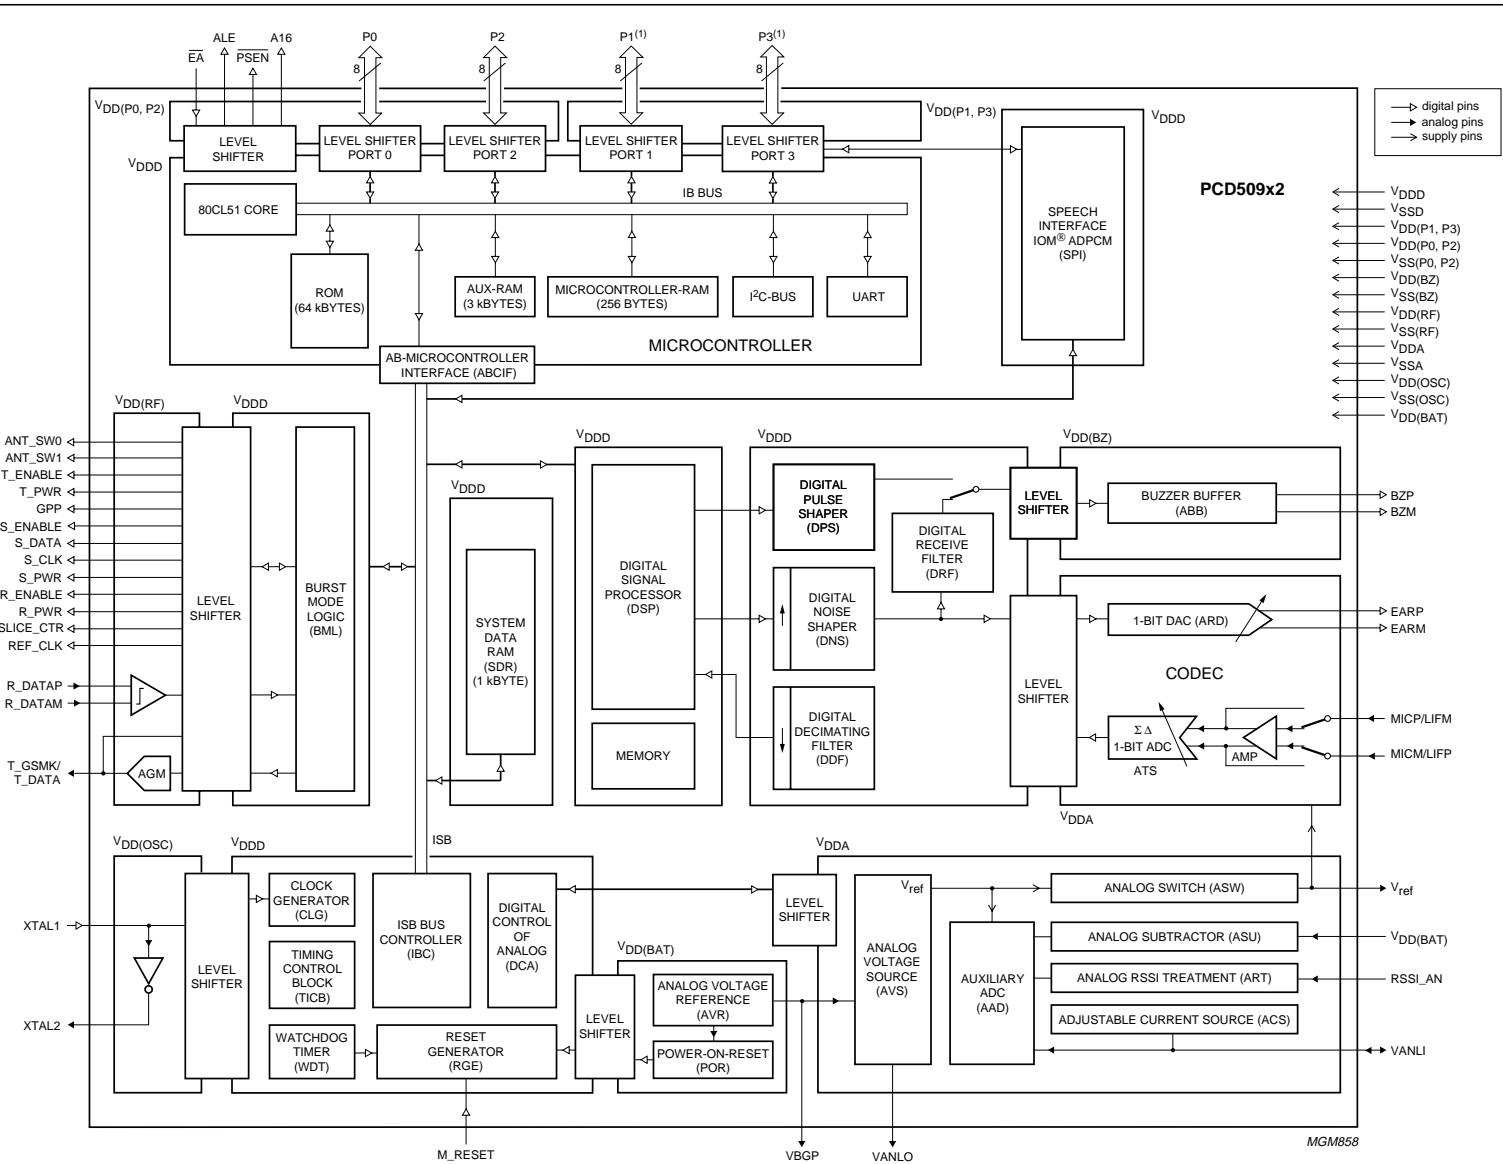 ALE
A16
P0
P2
P1(1)
P3(1)
EA
PSEN
8
8
8
8
VDD(P0, P2)
VDD(P1, P3)
VDDD
digital pins
analog pins
supply pins
LEVEL SHIFTER
LEVEL SHIFTER PORT 0
LEVEL SHIFTER PORT 2
LEVEL SHIFTER PORT 1
LEVEL SHIFTER PORT 3
VDDD
80CL51 CORE
IB BUS
PCD509x2
SPEECH INTERFACE IOM® ADPCM (SPI)
ROM (64 kBYTES)
AUX-RAM (3 kBYTES)
MICROCONTROLLER-RAM (256 BYTES)
I2C-BUS
UART
MICROCONTROLLER
AB-MICROCONTROLLER INTERFACE (ABCIF)
VDDD
VSSD
VDD(P1, P3)
VDD(P0, P2)
VSS(P0, P2)
VDD(BZ)
VSS(BZ)
VDD(RF)
VSS(RF)
VDDA
VSSA
VDD(OSC)
VSS(OSC)
VDD(BAT)
VDD(RF)
VDDD
VDDD
VDDD
VDD(BZ)
VDDD
ANT_SW0
ANT_SW1
T_ENABLE
T_PWR
GPP
S_ENABLE
S_DATA
S_CLK
S_PWR
R_ENABLE
R_PWR
SLICE_CTR
REF_CLK
R_DATAP
R_DATAM
T_GSMK/
T_DATA
AGM
LEVEL SHIFTER
BURST MODE LOGIC (BML)
SYSTEM DATA RAM (SDR) (1 kBYTE)
DIGITAL SIGNAL PROCESSOR (DSP)
MEMORY
DIGITAL PULSE SHAPER (DPS)
DIGITAL RECEIVE FILTER (DRF)
DIGITAL NOISE SHAPER (DNS)
DIGITAL DECIMATING FILTER (DDF)
LEVEL SHIFTER
LEVEL SHIFTER
BUZZER BUFFER (ABB)
BZP
BZM
1-BIT DAC (ARD)
EARP
EARM
CODEC
Σ Δ
1-BIT ADC
ATS
AMP
MICP/LIFM
MICM/LIFP
VDDA
ISB
VDD(OSC)
VDDD
VDDA
XTAL1
XTAL2
LEVEL SHIFTER
CLOCK GENERATOR (CLG)
TIMING CONTROL BLOCK (TICB)
WATCHDOG TIMER (WDT)
ISB BUS CONTROLLER (IBC)
DIGITAL CONTROL OF ANALOG (DCA)
RESET GENERATOR (RGE)
LEVEL SHIFTER
VDD(BAT)
ANALOG VOLTAGE REFERENCE (AVR)
POWER-ON-RESET (POR)
LEVEL SHIFTER
ANALOG VOLTAGE SOURCE (AVS)
Vref
AUXILIARY ADC (AAD)
ANALOG SWITCH (ASW)
ANALOG SUBTRACTOR (ASU)
ANALOG RSSI TREATMENT (ART)
ADJUSTABLE CURRENT SOURCE (ACS)
Vref
VDD(BAT)
RSSI_AN
VANLI
M_RESET
VBGP
VANLO
MGM858